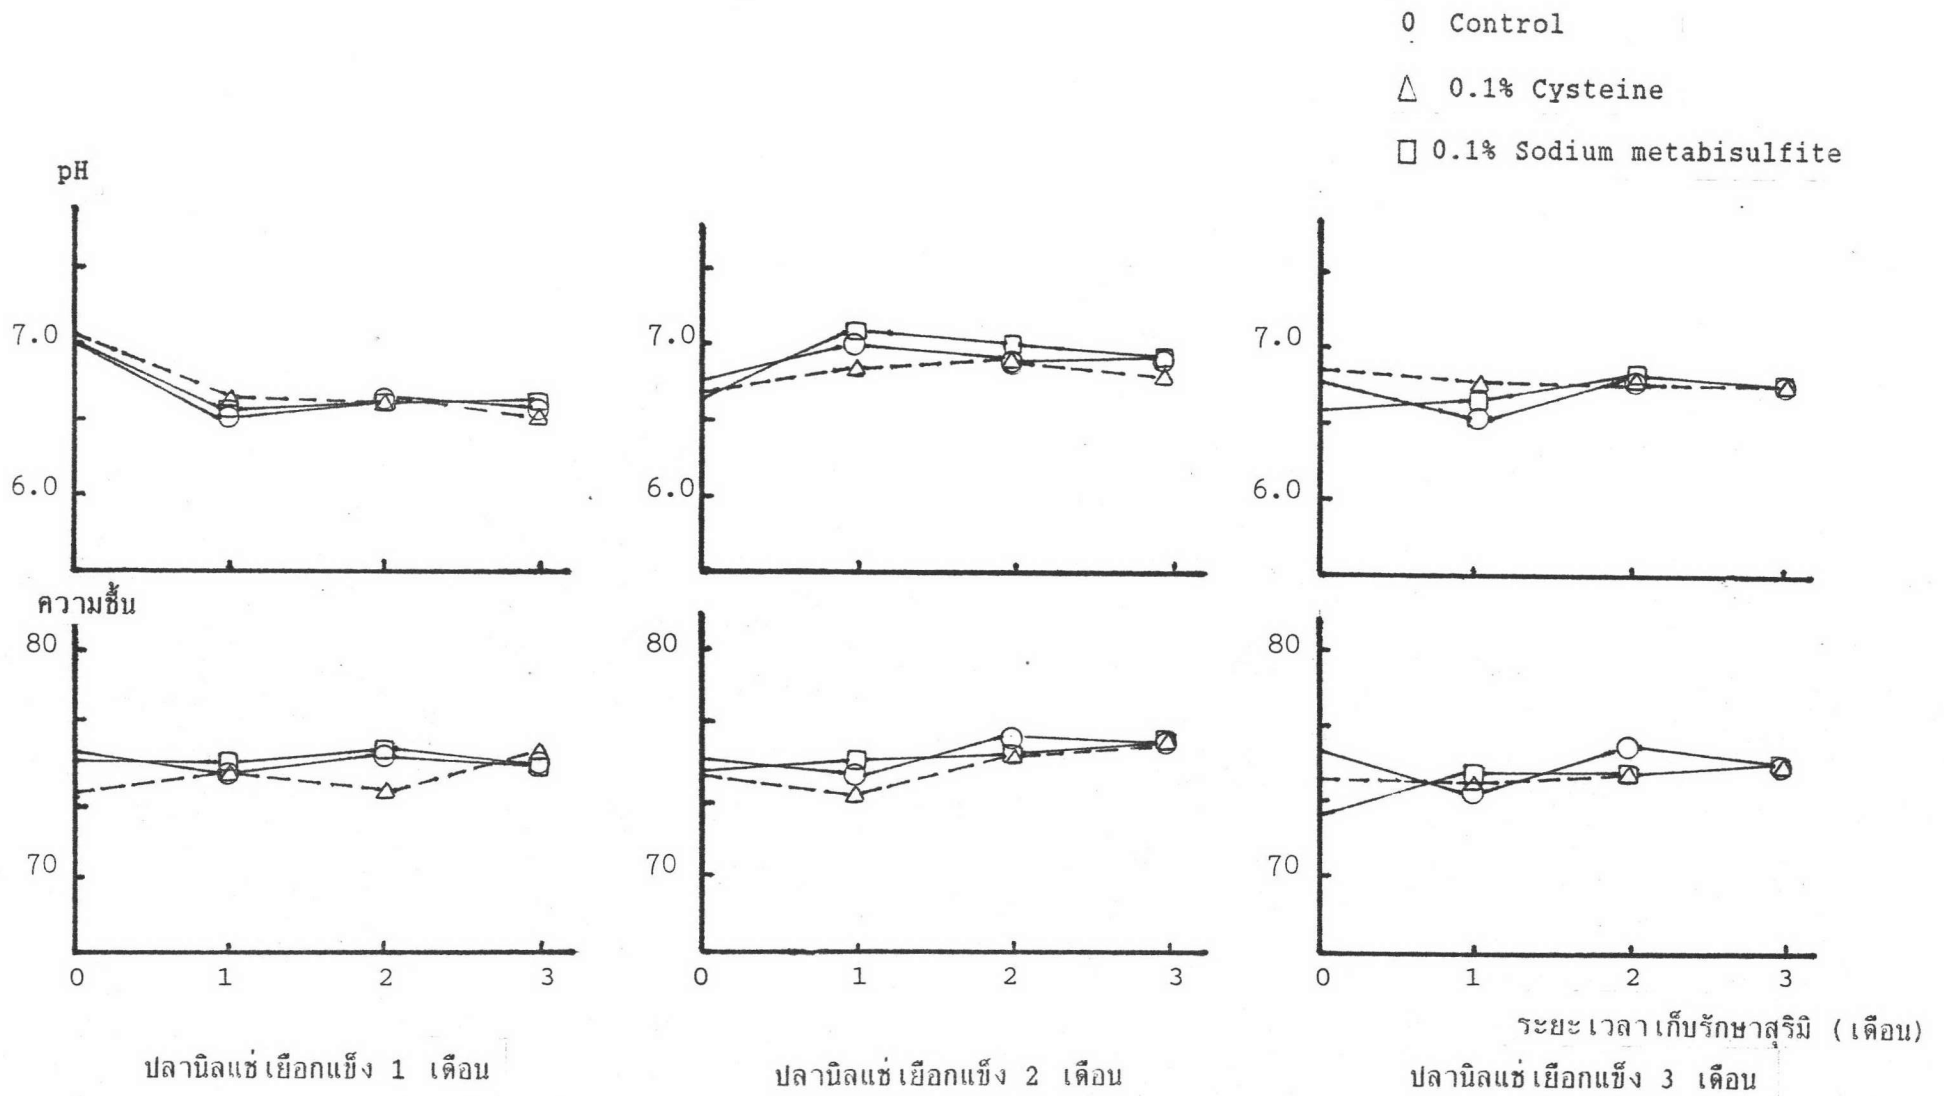 O Control
△ 0.1% Cysteine
□ 0.1% Sodium metabisulfite
pH
7.0
6.0
7.0
6.0
7.0
6.0
ความชื้น
80
70
0 1 2 3
80
70
0 1 2 3
80
70
0 1 2 3
ระยะเวลาเก็บรักษาสุริมิ (เดือน)
ปลานิลแช่เยือกแข็ง 1 เดือน
ปลานิลแช่เยือกแข็ง 2 เดือน
ปลานิลแช่เยือกแข็ง 3 เดือน